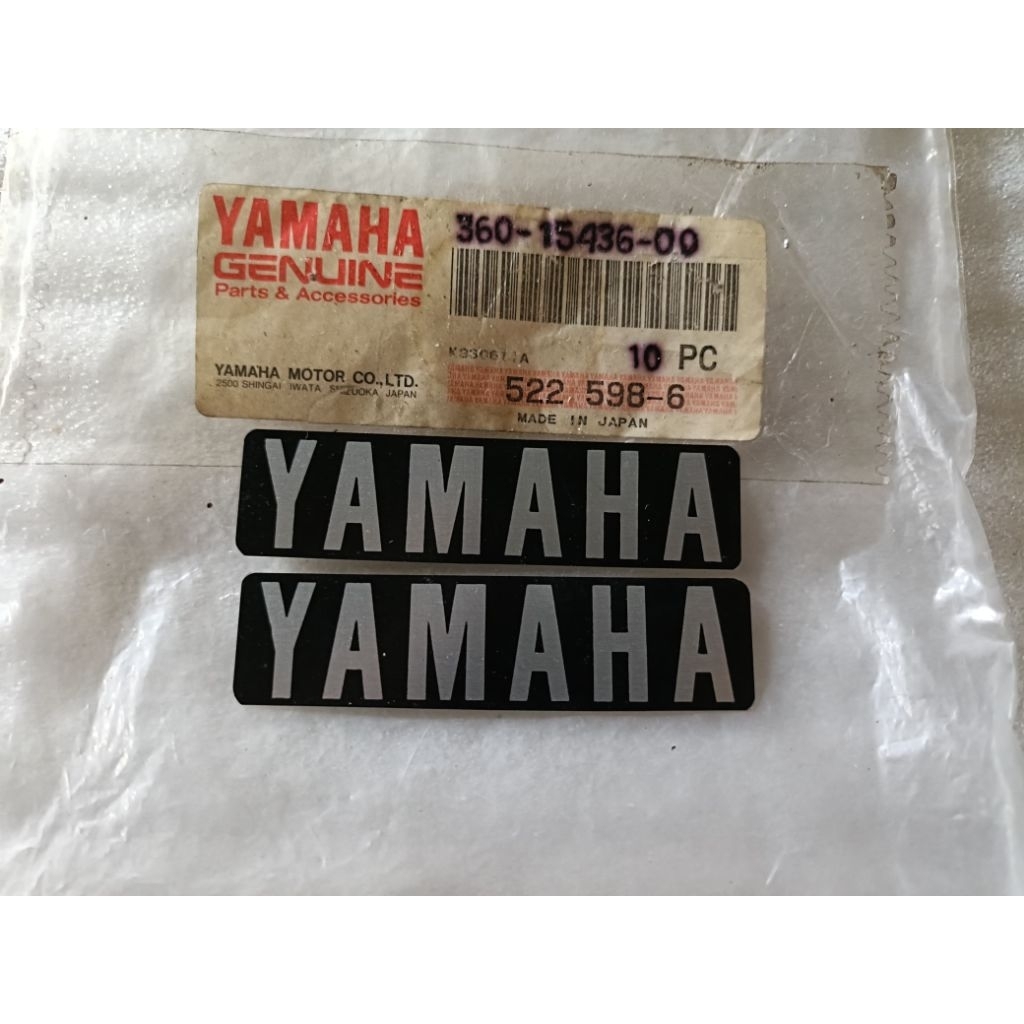 YAMAHA
GENUINE
Parts & Accessories
YAMAHA MOTOR CO.,LTD.
2500 SHINGAI IWATA SHIZUOKA JAPAN
360-15436-00
10 PC
522 598-6
MADE IN JAPAN
YAMAHA
YAMAHA